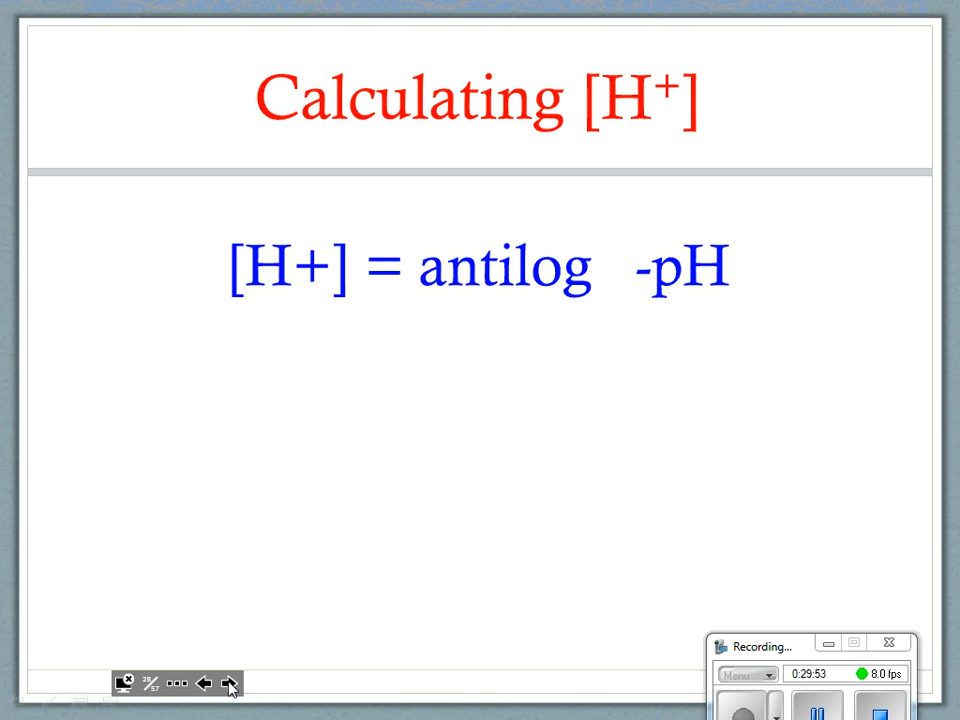 Calculating [H⁺]
[H+] = antilog -pH
28/57
Recording...
Menu
0:29:53
8.0 fps